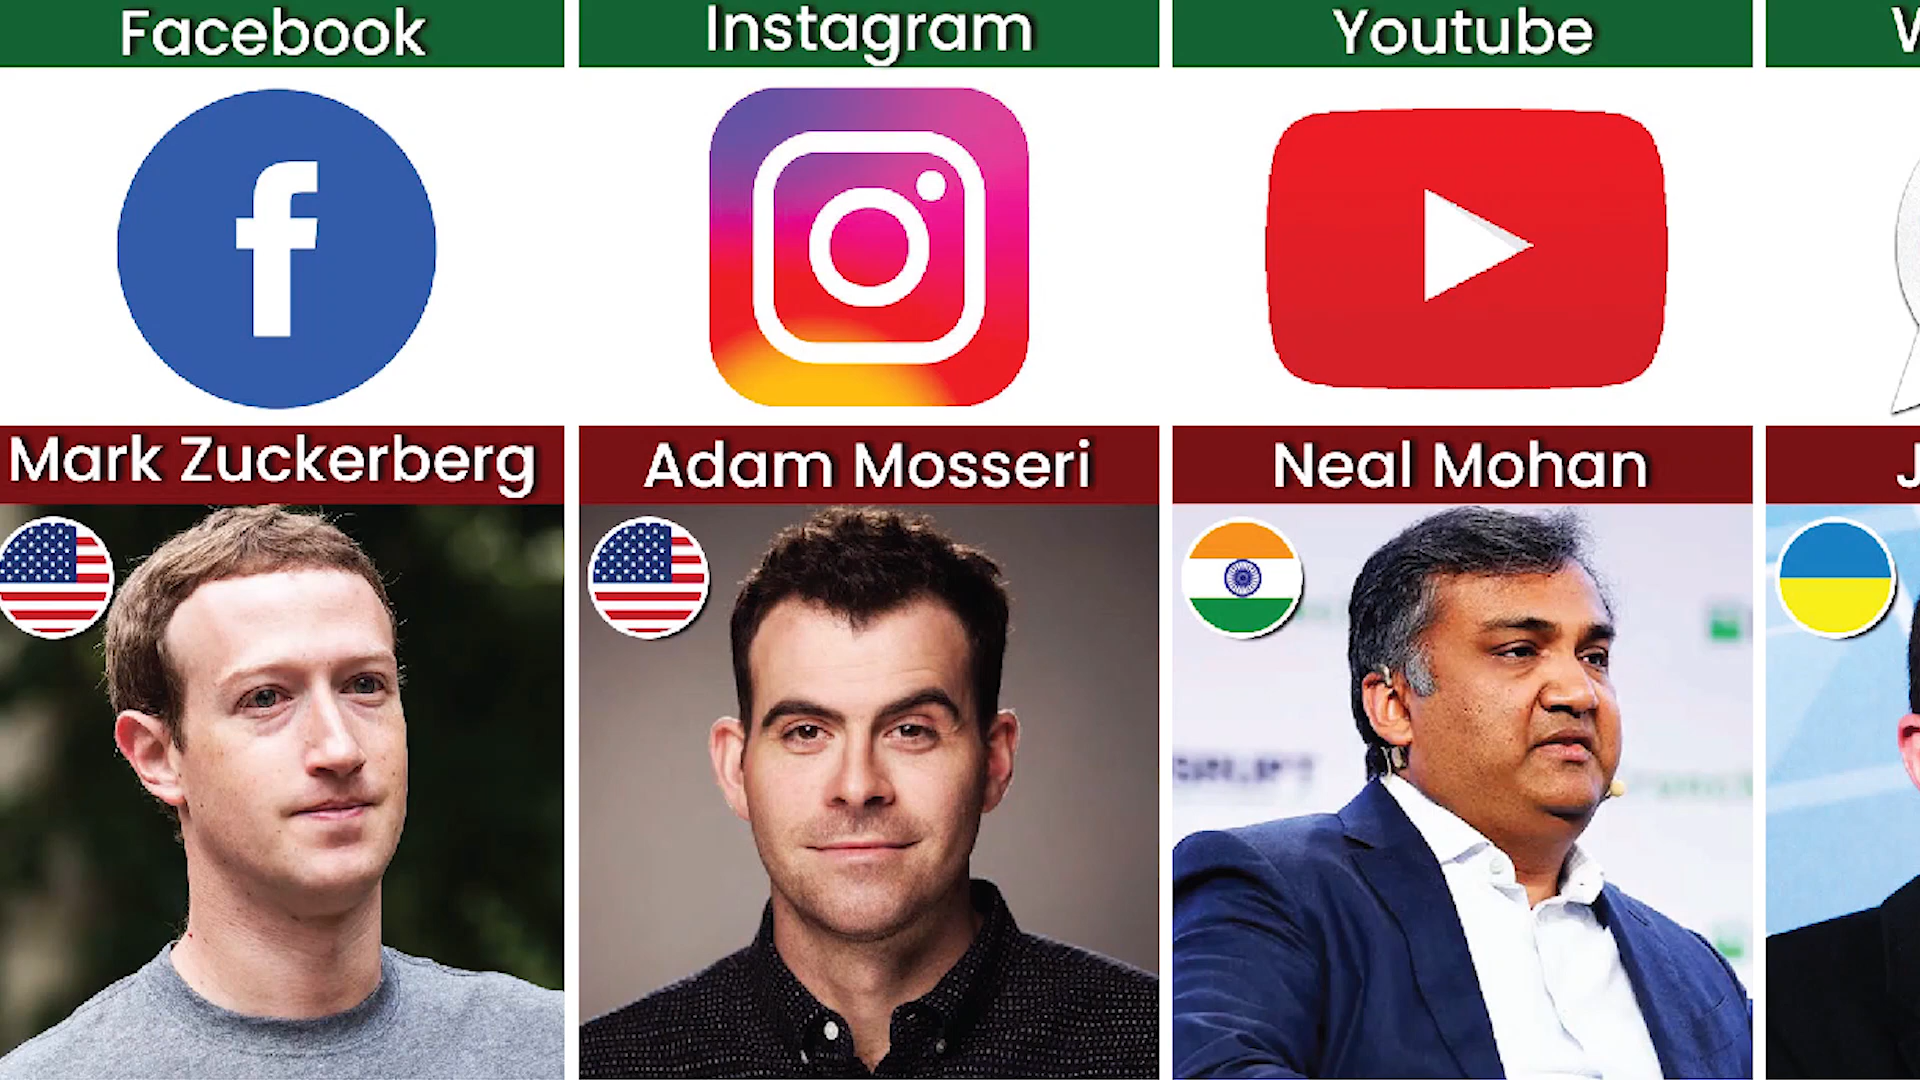 Facebook
Instagram
Youtube
f
Mark Zuckerberg
Adam Mosseri
Neal Mohan